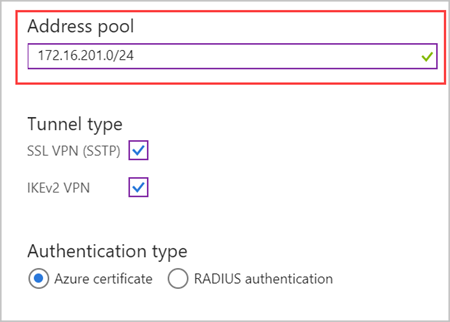 Address pool
172.16.201.0/24
Tunnel type
SSL VPN (SSTP)
IKEv2 VPN
Authentication type
Azure certificate RADIUS authentication